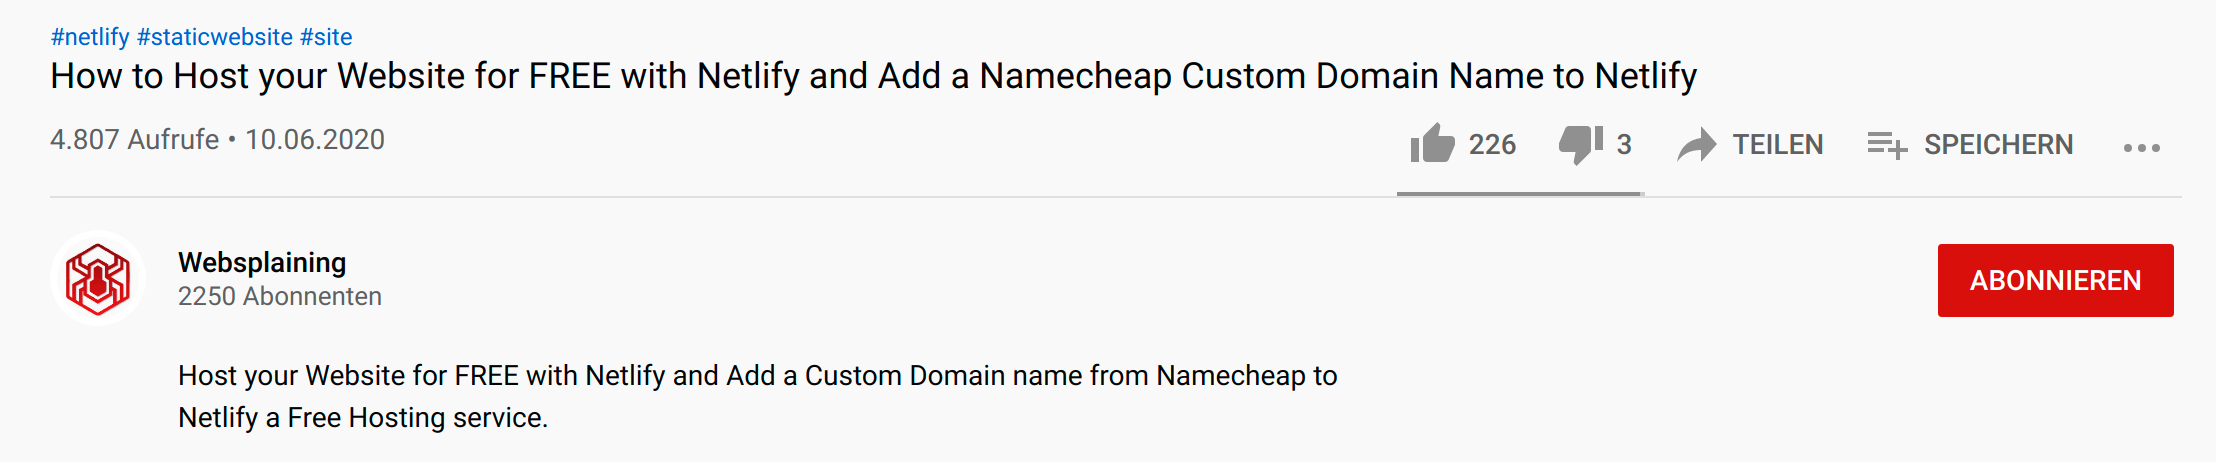 #netlify #staticwebsite #site
How to Host your Website for FREE with Netlify and Add a Namecheap Custom Domain Name to Netlify
4.807 Aufrufe • 10.06.2020
226 3 TEILEN SPEICHERN
Websplaining
2250 Abonnenten
ABONNIEREN
Host your Website for FREE with Netlify and Add a Custom Domain name from Namecheap to
Netlify a Free Hosting service.